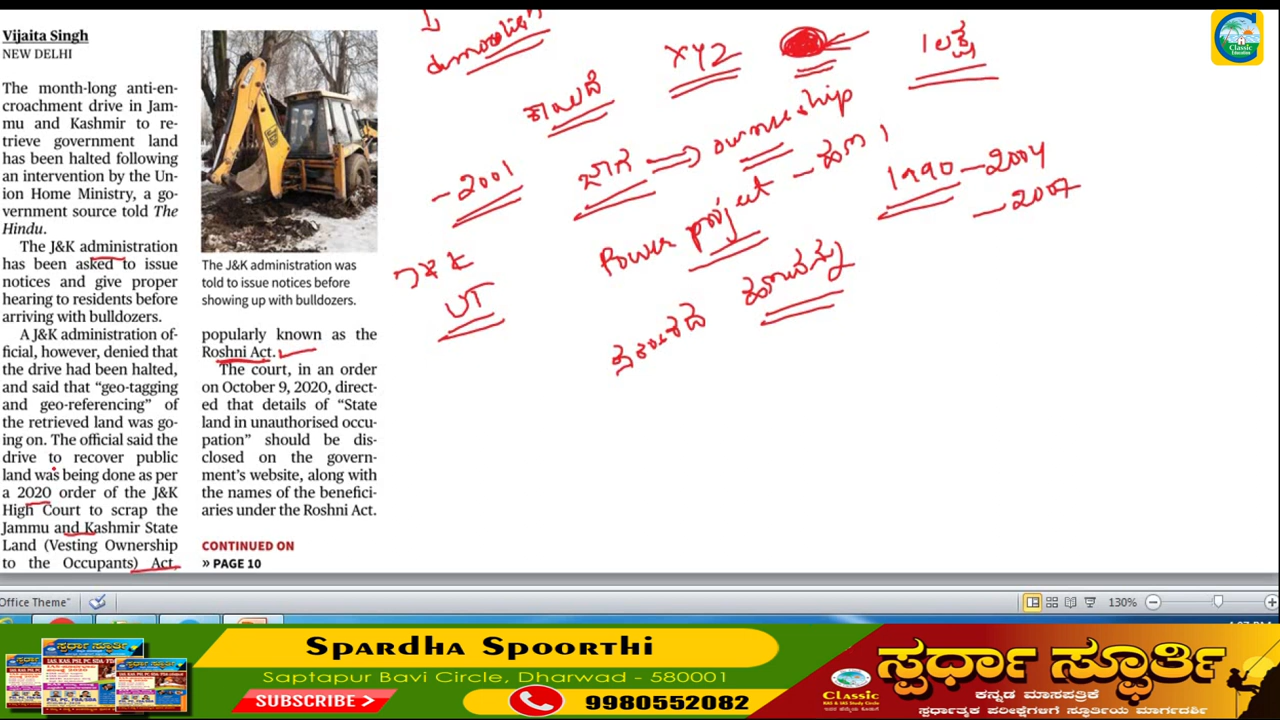 Vijaita Singh
NEW DELHI
The month-long anti-en-
croachment drive in Jam-
mu and Kashmir to re-
trieve government land
has been halted following
an intervention by the Un-
ion Home Ministry, a go-
vernment source told The
Hindu.
The J&K administration
has been asked to issue
notices and give proper
hearing to residents before
arriving with bulldozers.
A J&K administration of-
ficial, however, denied that
the drive had been halted,
and said that “geo-tagging
and geo-referencing” of
the retrieved land was go-
ing on. The official said the
drive to recover public
land was being done as per
a 2020 order of the J&K
High Court to scrap the
Jammu and Kashmir State
Land (Vesting Ownership
to the Occupants) Act,
The J&K administration was
told to issue notices before
showing up with bulldozers.
popularly known as the
Roshni Act.
The court, in an order
on October 9, 2020, direct-
ed that details of “State
land in unauthorised occu-
pation” should be dis-
closed on the govern-
ment’s website, along with
the names of the benefici-
aries under the Roshni Act.
CONTINUED ON
» PAGE 10
XYZ
1 ಲಕ್ಷ
ಕಾಯಿದೆ
- 2001
ಜಾಗ => ownership
1990 - 2004
- 2007
Power project -
UT
Classic
Education
Office Theme"
130%
Spardha Spoorthi
Saptapur Bavi Circle, Dharwad - 580001
SUBSCRIBE >
9980552082
Classic
KAS & IAS Study Circle
ಸ್ಪರ್ಧಾ ಸ್ಫೂರ್ತಿ
ಕನ್ನಡ ಮಾಸಪತ್ರಿಕೆ
ಸ್ಪರ್ಧಾತ್ಮಕ ಪರೀಕ್ಷೆಗಳಿಗೆ ಸ್ಫೂರ್ತಿಯ ಮಾರ್ಗದರ್ಶಿ